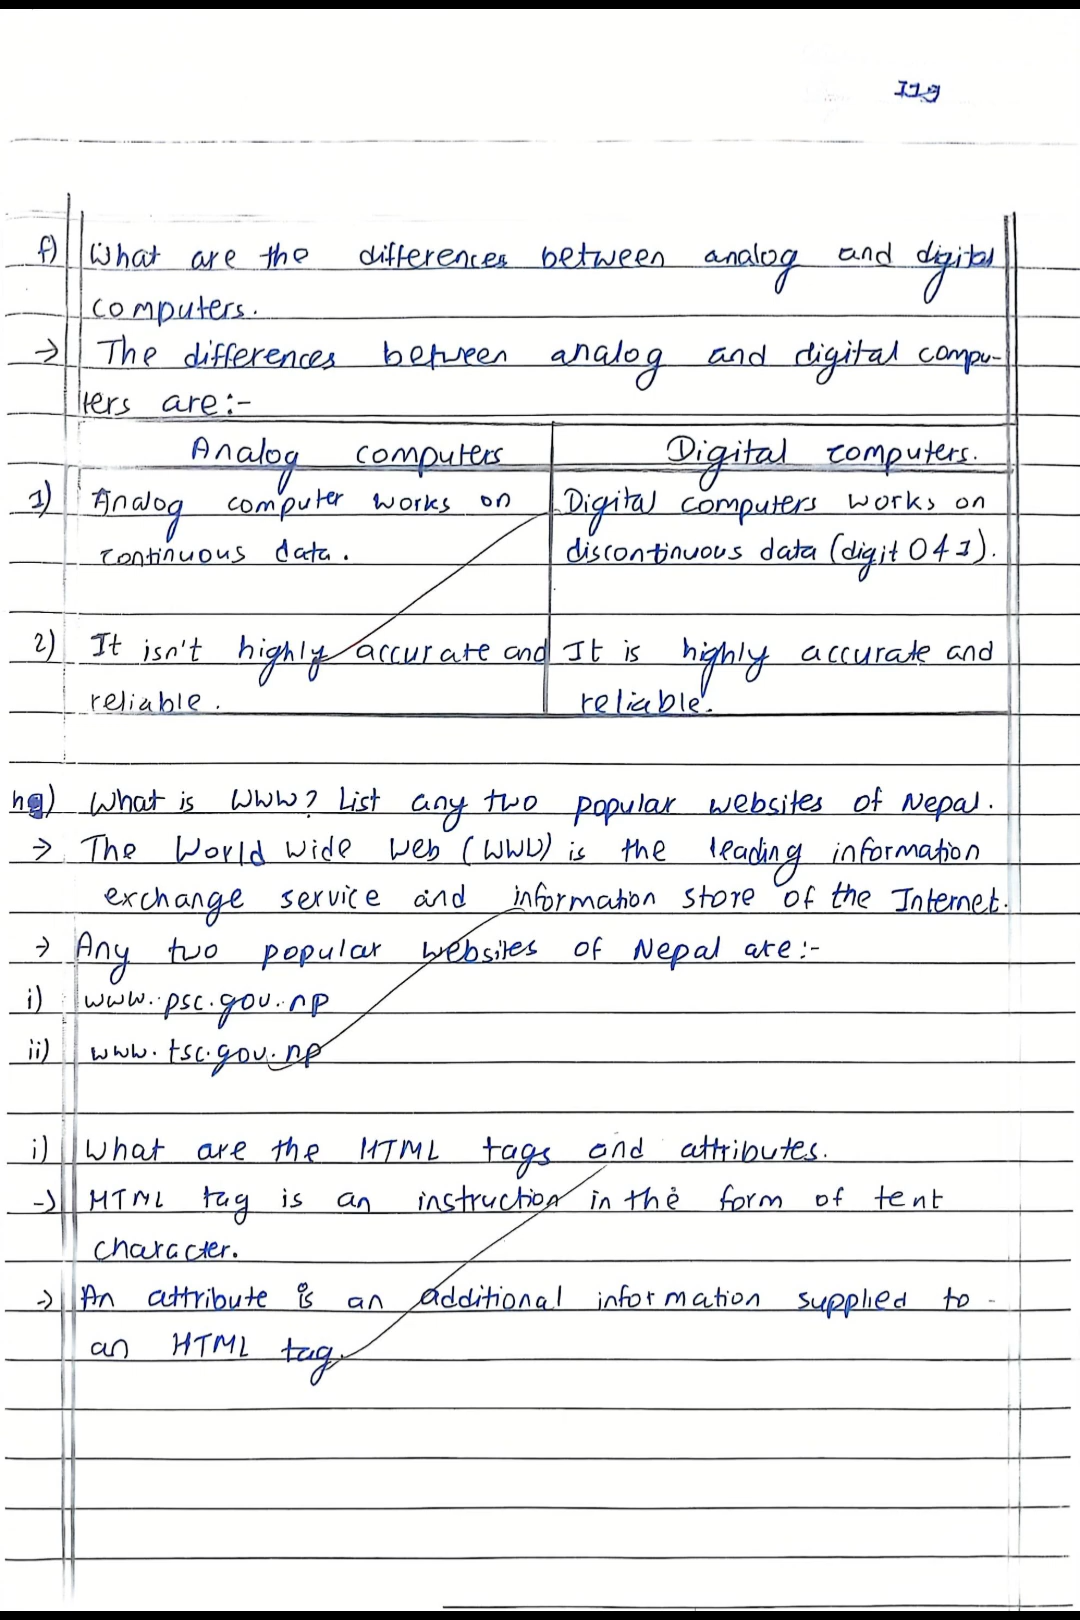 119
f) What are the differences between analog and digital
computers.
→ The differences between analog and digital compu-
ters are:-
Analog computers Digital computers.
1) Analog computer works on Digital computers works on
continuous data. discontinuous data (digit 0 & 1).
2) It isn't highly accurate and It is highly accurate and
reliable. reliable.
hg) What is WWW? List any two popular websites of Nepal.
→ The World Wide Web (WWW) is the leading information
exchange service and information store of the Internet.
→ Any two popular websites of Nepal are:-
i) www.psc.gov.np
ii) www.tsc.gov.np
i) What are the HTML tags and attributes.
→ HTML tag is an instruction in the form of tent
character.
→ An attribute is an additional information supplied to -
an HTML tag.